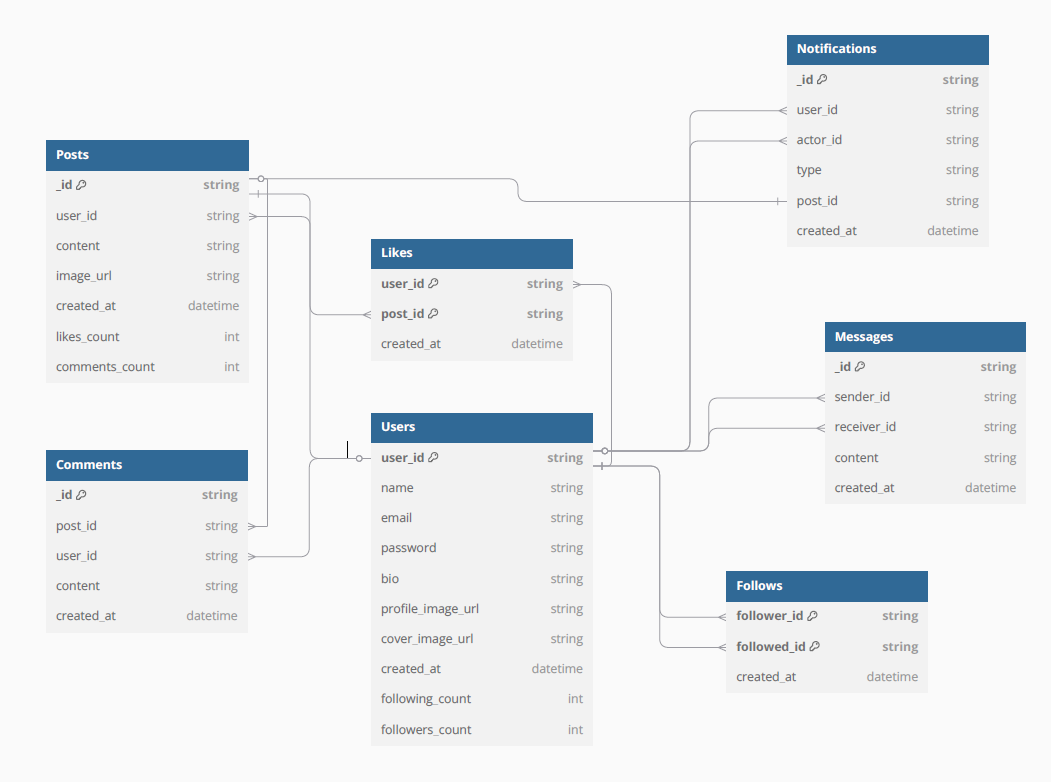 Notifications
_id string
user_id string
actor_id string
type string
post_id string
created_at datetime
Posts
_id string
user_id string
content string
image_url string
created_at datetime
likes_count int
comments_count int
Likes
user_id string
post_id string
created_at datetime
Messages
_id string
sender_id string
receiver_id string
content string
created_at datetime
Users
user_id string
name string
email string
password string
bio string
profile_image_url string
cover_image_url string
created_at datetime
following_count int
followers_count int
Comments
_id string
post_id string
user_id string
content string
created_at datetime
Follows
follower_id string
followed_id string
created_at datetime